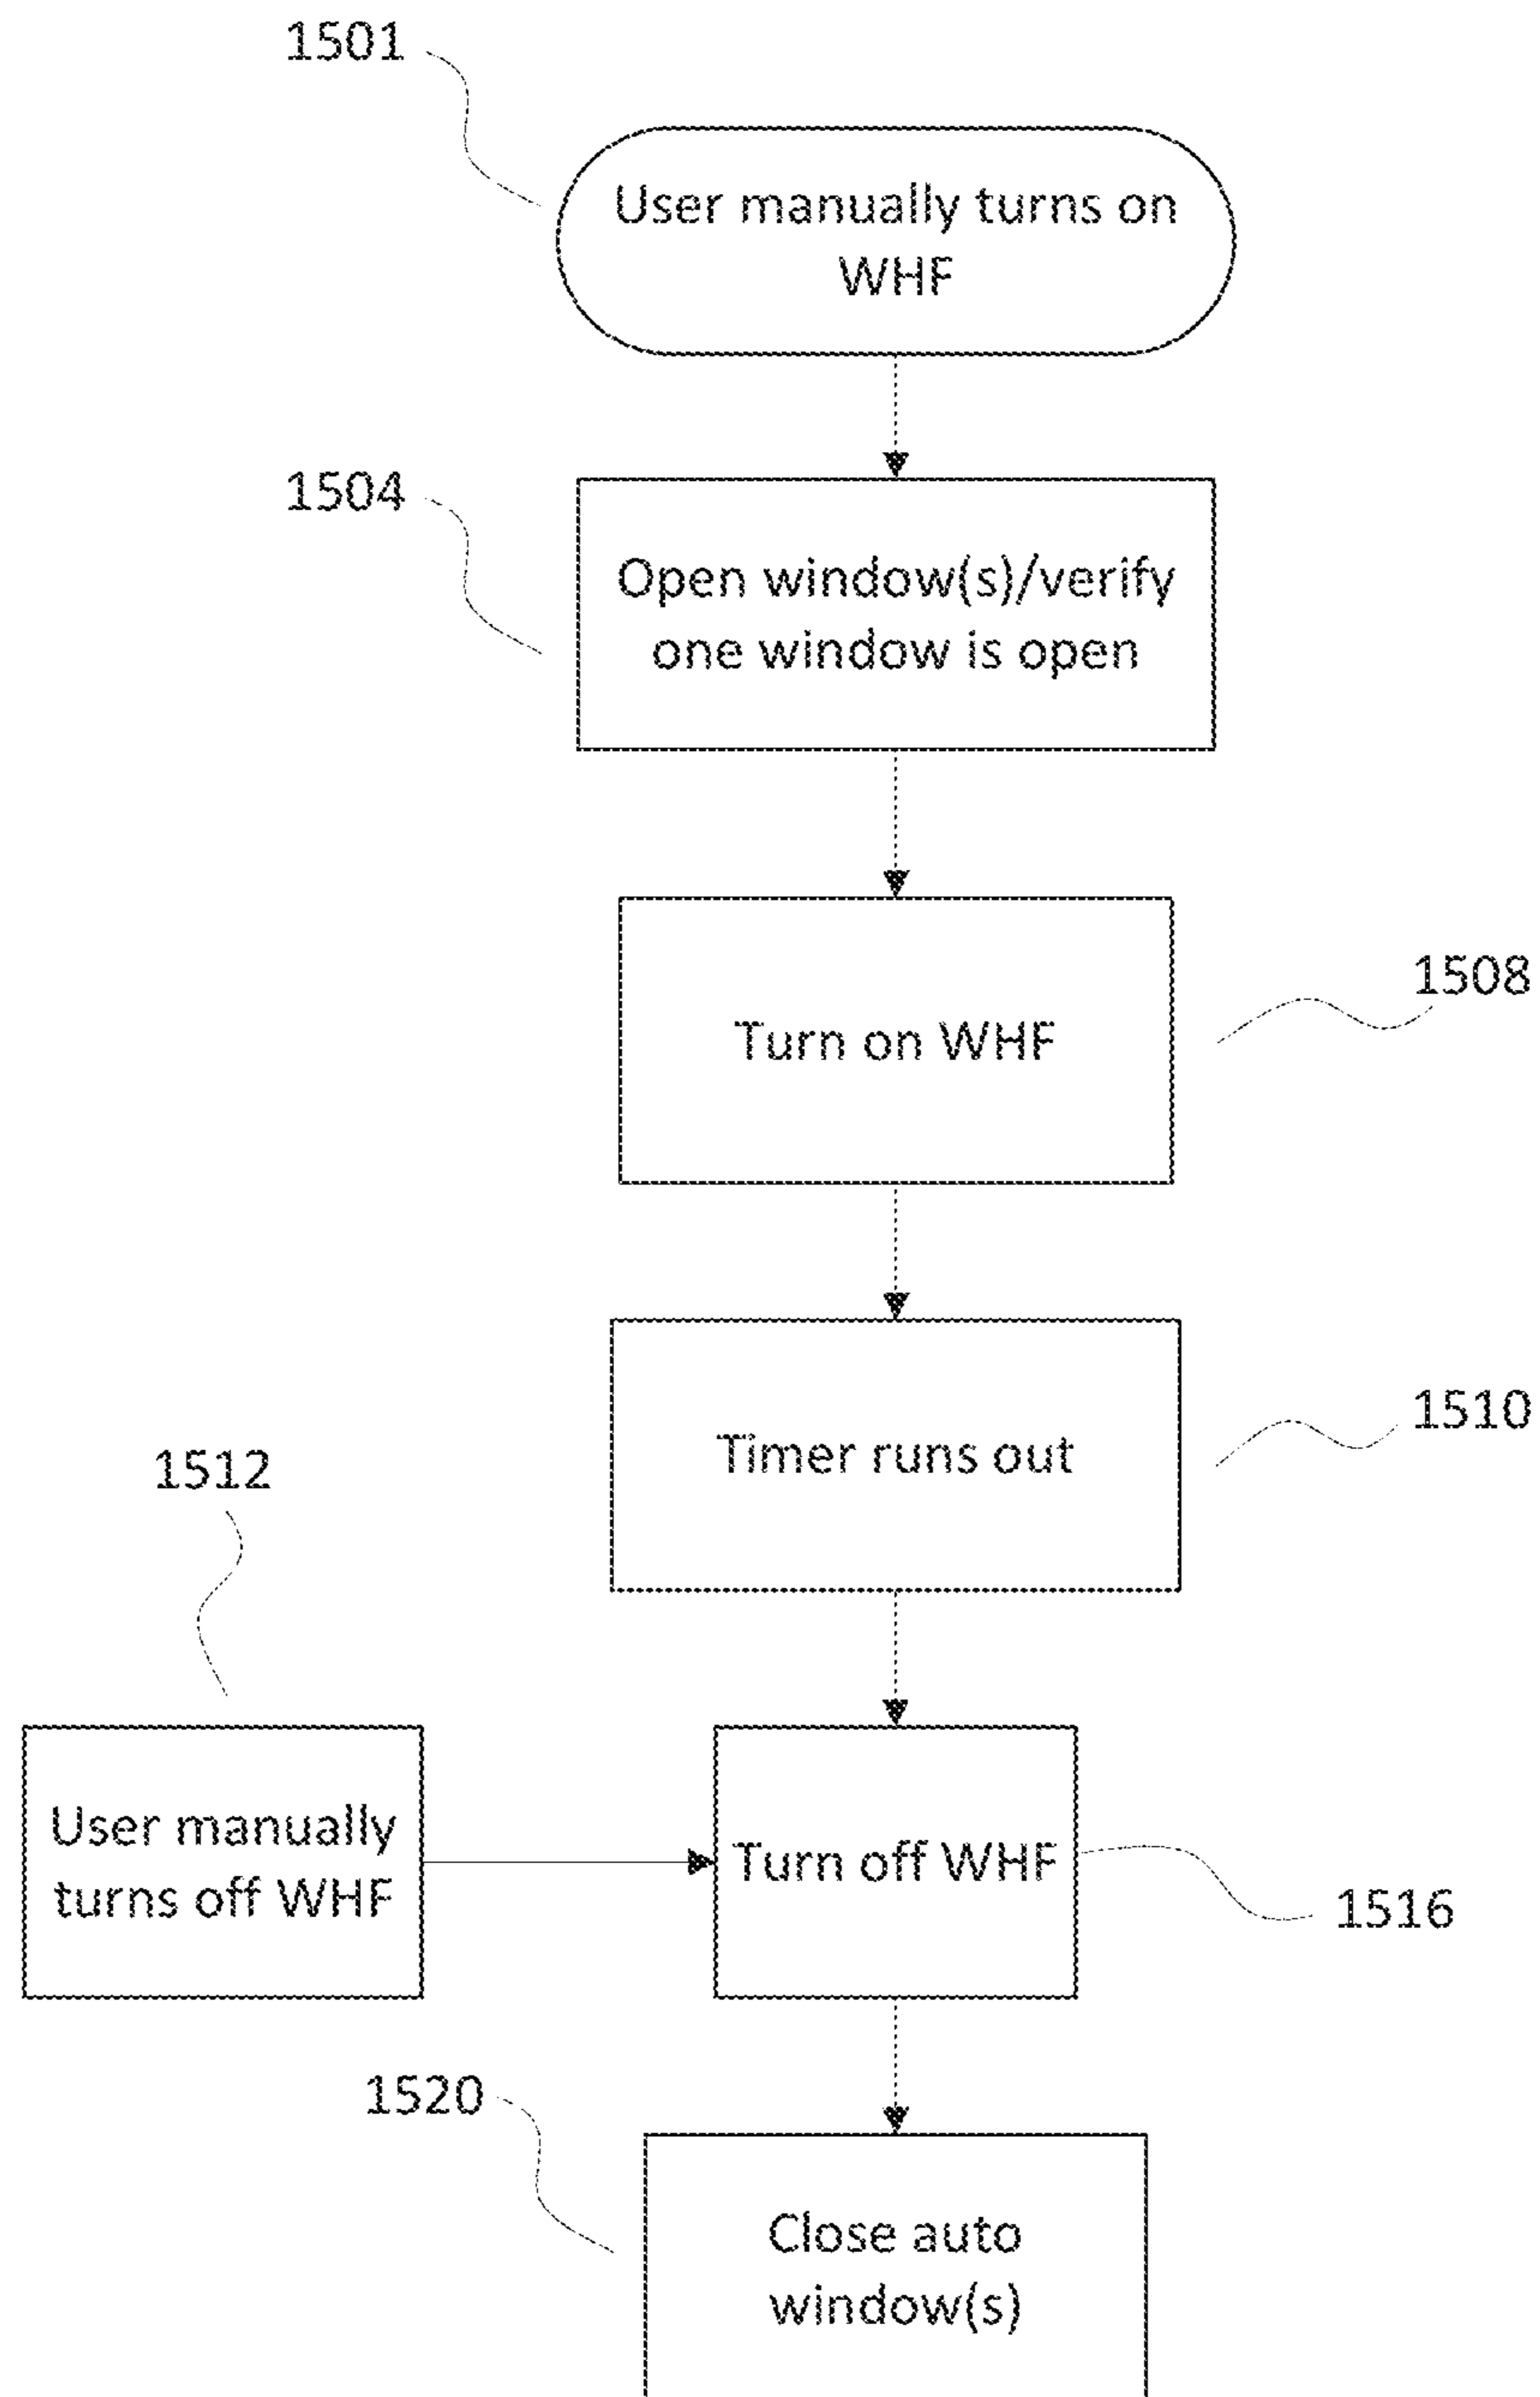 1501
User manually turns on
WHF
1504
Open window(s)/verify
one window is open
Turn on WHF
1508
Timer runs out
1510
1512
User manually
turns off WHF
Turn off WHF
1516
1520
Close auto
window(s)